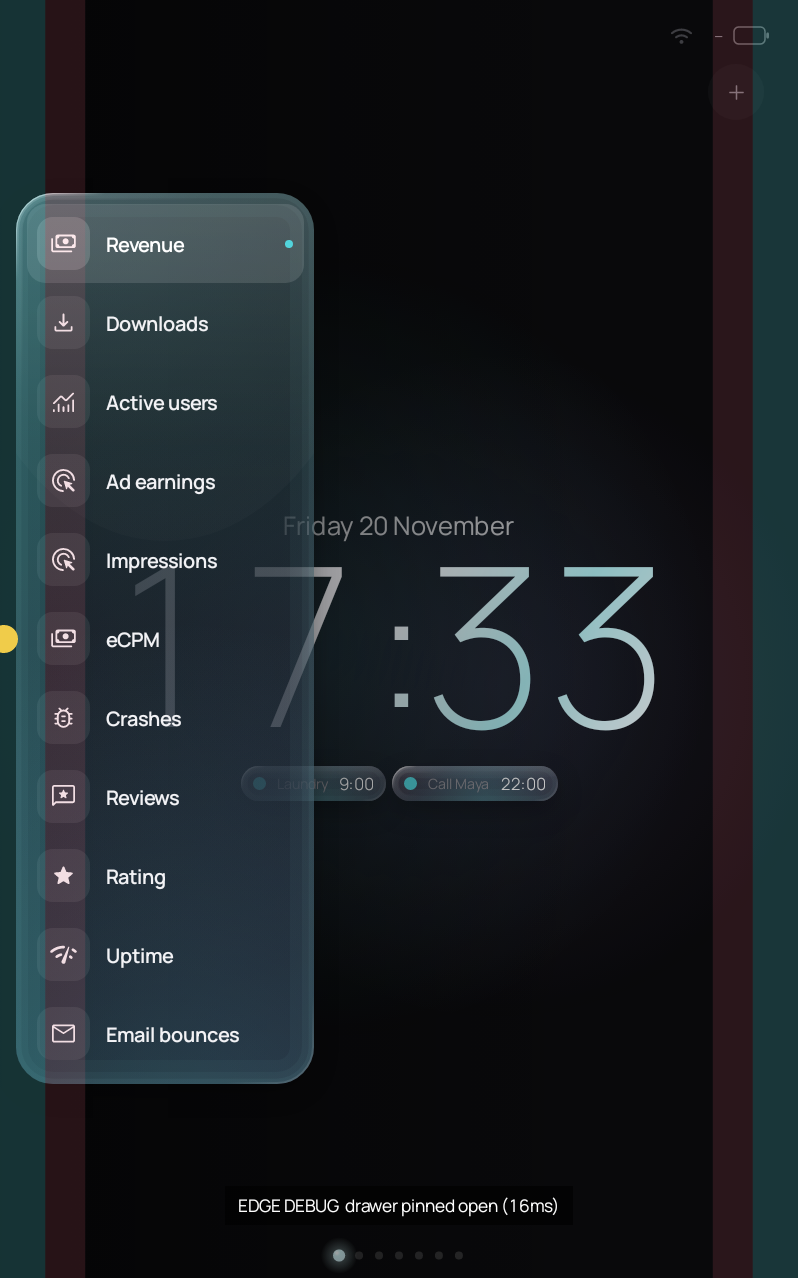 Revenue
Downloads
Active users
Ad earnings
Friday 20 November
Impressions
17:33
eCPM
Crashes
Laundry 9:00
Call Maya 22:00
Reviews
Rating
Uptime
Email bounces
EDGE DEBUG drawer pinned open (16ms)